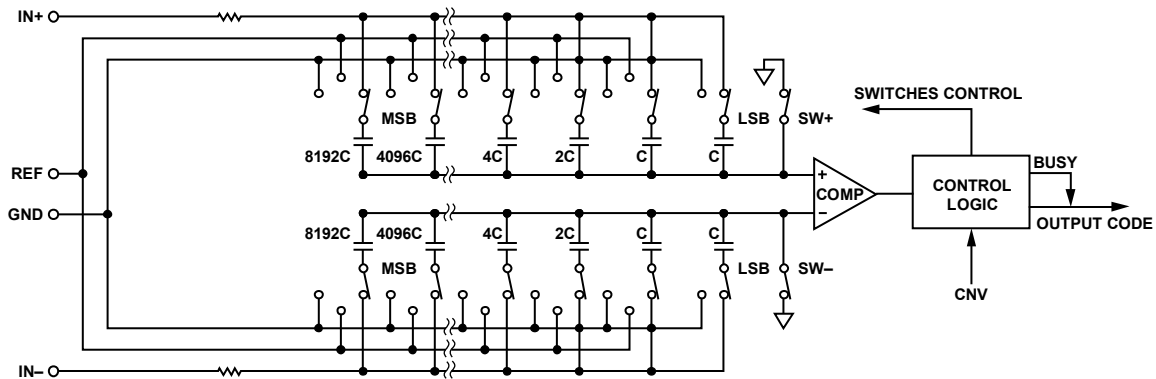 IN+
SWITCHES CONTROL
MSB
LSB
SW+
8192C
4096C
4C
2C
C
C
BUSY
REF
+
COMP
CONTROL
LOGIC
GND
–
OUTPUT CODE
8192C
4096C
4C
2C
C
C
MSB
LSB
SW–
CNV
IN–